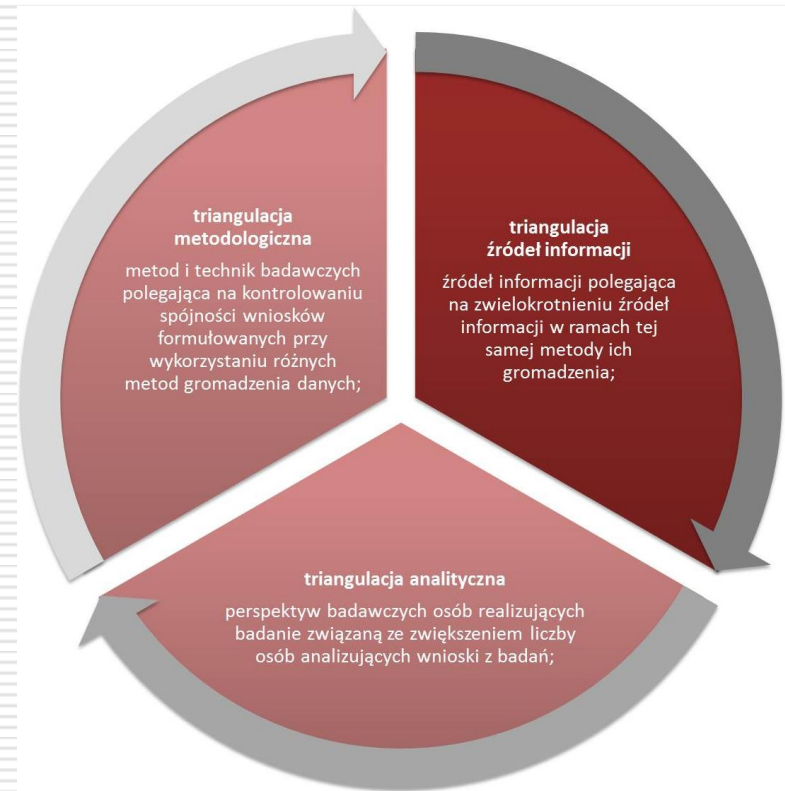 triangulacja
metodologiczna
metod i technik badawczych
polegająca na kontrolowaniu
spójności wniosków
formułowanych przy
wykorzystaniu różnych
metod gromadzenia danych;
triangulacja
źródeł informacji
źródeł informacji polegająca
na zwielokrotnieniu źródeł
informacji w ramach tej
samej metody ich
gromadzenia;
triangulacja analityczna
perspektyw badawczych osób realizujących
badanie związaną ze zwiększeniem liczby
osób analizujących wnioski z badań;